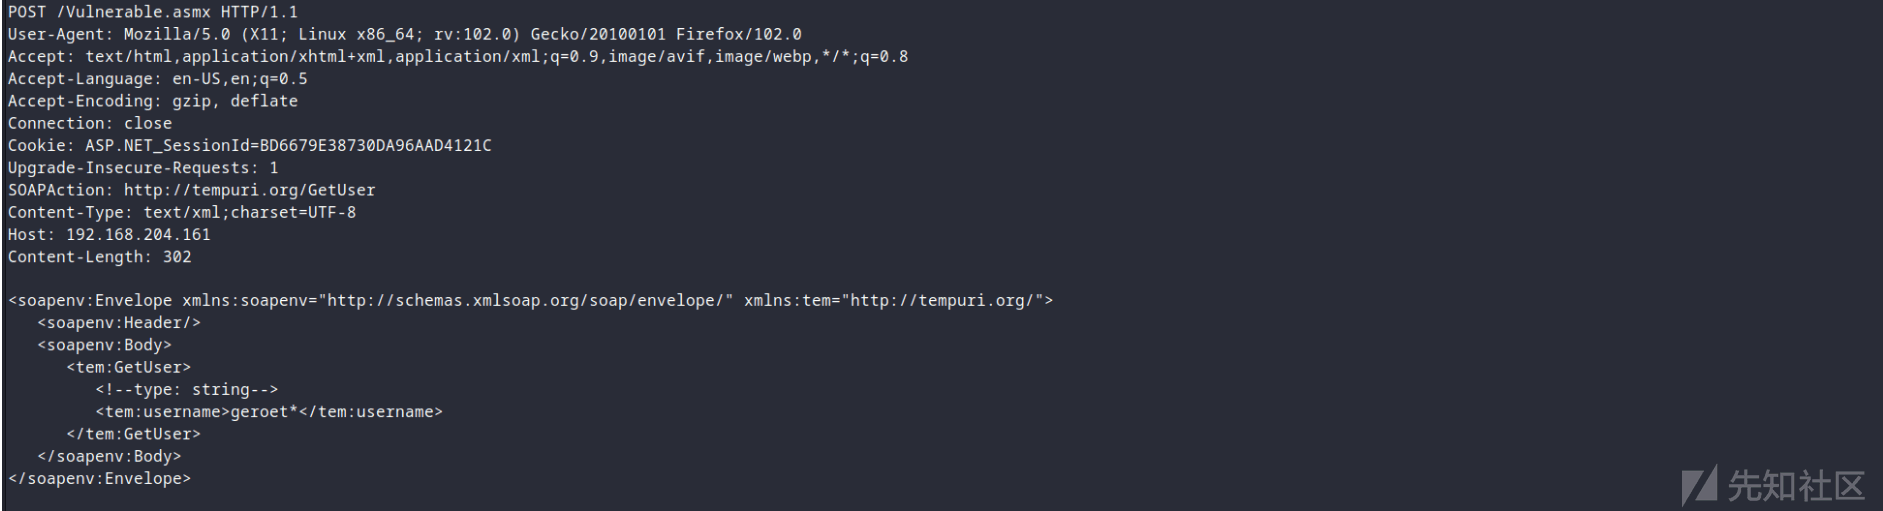 POST /Vulnerable.asmx HTTP/1.1
User-Agent: Mozilla/5.0 (X11; Linux x86_64; rv:102.0) Gecko/20100101 Firefox/102.0
Accept: text/html,application/xhtml+xml,application/xml;q=0.9,image/avif,image/webp,*/*;q=0.8
Accept-Language: en-US,en;q=0.5
Accept-Encoding: gzip, deflate
Connection: close
Cookie: ASP.NET_SessionId=BD6679E38730DA96AAD4121C
Upgrade-Insecure-Requests: 1
SOAPAction: http://tempuri.org/GetUser
Content-Type: text/xml;charset=UTF-8
Host: 192.168.204.161
Content-Length: 302

<soapenv:Envelope xmlns:soapenv="http://schemas.xmlsoap.org/soap/envelope/" xmlns:tem="http://tempuri.org/">
   <soapenv:Header/>
   <soapenv:Body>
      <tem:GetUser>
         <!--type: string-->
         <tem:username>geroet*</tem:username>
      </tem:GetUser>
   </soapenv:Body>
</soapenv:Envelope>
先知社区